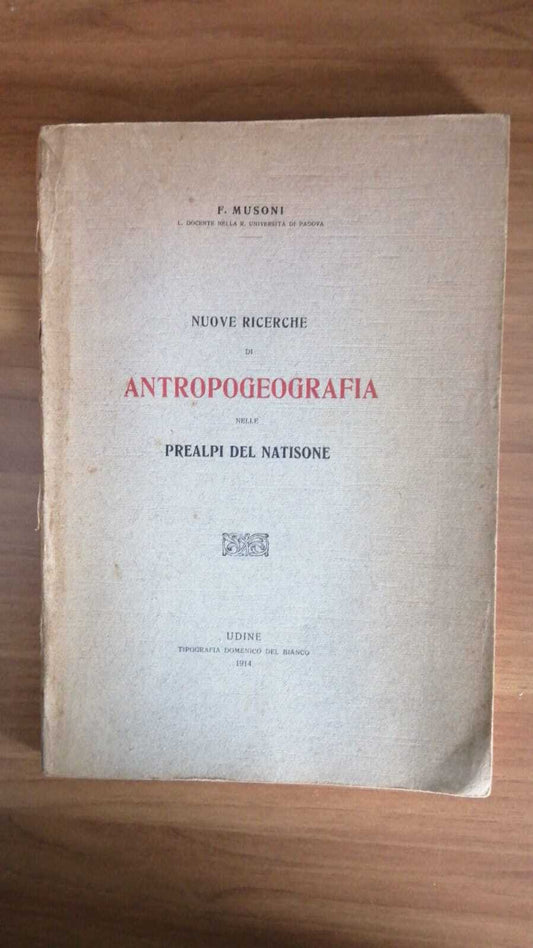 F. MUSONI
L. DOCENTE NELLA R. UNIVERSITÀ DI PADOVA
NUOVE RICERCHE
DI
ANTROPOGEOGRAFIA
NELLE
PREALPI DEL NATISONE
UDINE
TIPOGRAFIA DOMENICO DEL BIANCO
1914